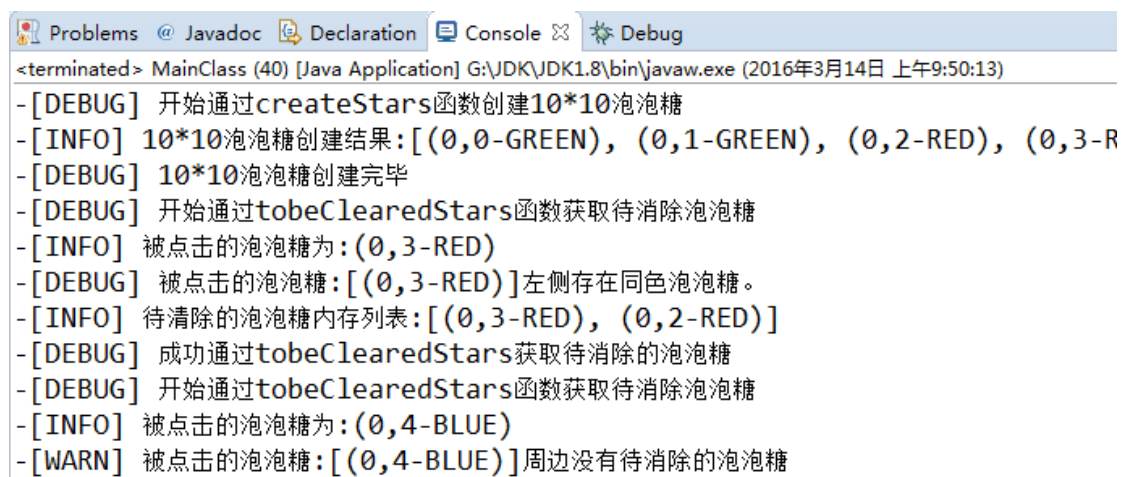 Problems @ Javadoc Declaration Console Debug
<terminated> MainClass (40) [Java Application] G:\JDK\JDK1.8\bin\javaw.exe (2016年3月14日 上午9:50:13)
-[DEBUG] 开始通过createStars函数创建10*10泡泡糖
-[INFO] 10*10泡泡糖创建结果:[(0,0-GREEN), (0,1-GREEN), (0,2-RED), (0,3-R
-[DEBUG] 10*10泡泡糖创建完毕
-[DEBUG] 开始通过tobeClearedStars函数获取待消除泡泡糖
-[INFO] 被点击的泡泡糖为:(0,3-RED)
-[DEBUG] 被点击的泡泡糖:[(0,3-RED)]左侧存在同色泡泡糖。
-[INFO] 待清除的泡泡糖内存列表:[(0,3-RED), (0,2-RED)]
-[DEBUG] 成功通过tobeClearedStars获取待消除的泡泡糖
-[DEBUG] 开始通过tobeClearedStars函数获取待消除泡泡糖
-[INFO] 被点击的泡泡糖为:(0,4-BLUE)
-[WARN] 被点击的泡泡糖:[(0,4-BLUE)]周边没有待消除的泡泡糖